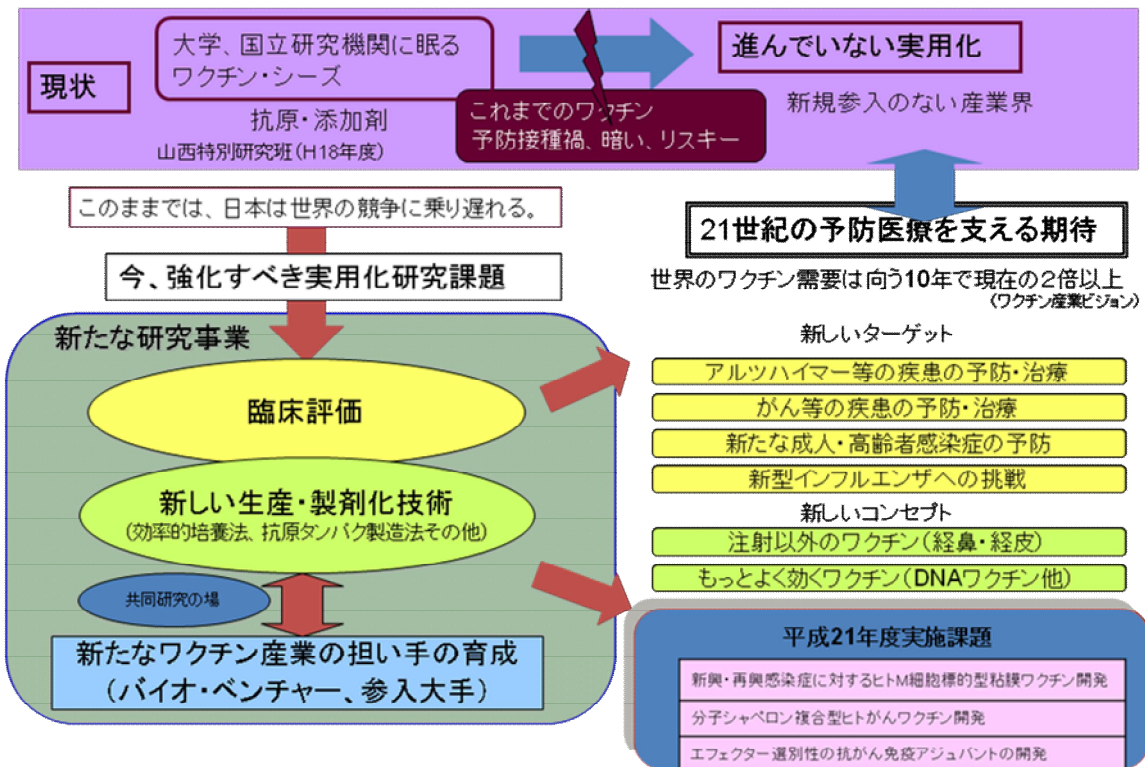 現状
大学、国立研究機関に眠る
ワクチン・シーズ
抗原・添加剤
山西特別研究班(H18年度)
これまでのワクチン
予防接種禍、暗い、リスキー
進んでいない実用化
新規参入のない産業界
このままでは、日本は世界の競争に乗り遅れる。
今、強化すべき実用化研究課題
新たな研究事業
臨床評価
新しい生産・製剤化技術
(効率的培養法、抗原タンパク製造法その他)
共同研究の場
新たなワクチン産業の担い手の育成
(バイオ・ベンチャー、参入大手)
21世紀の予防医療を支える期待
世界のワクチン需要は向う10年で現在の2倍以上
(ワクチン産業ビジョン)
新しいターゲット
アルツハイマー等の疾患の予防・治療
がん等の疾患の予防・治療
新たな成人・高齢者感染症の予防
新型インフルエンザへの挑戦
新しいコンセプト
注射以外のワクチン(経鼻・経皮)
もっとよく効くワクチン(DNAワクチン他)
平成21年度実施課題
新興・再興感染症に対するヒトM細胞標的型粘膜ワクチン開発
分子シャペロン複合型ヒトがんワクチン開発
エフェクター選別性の抗がん免疫アジュバントの開発